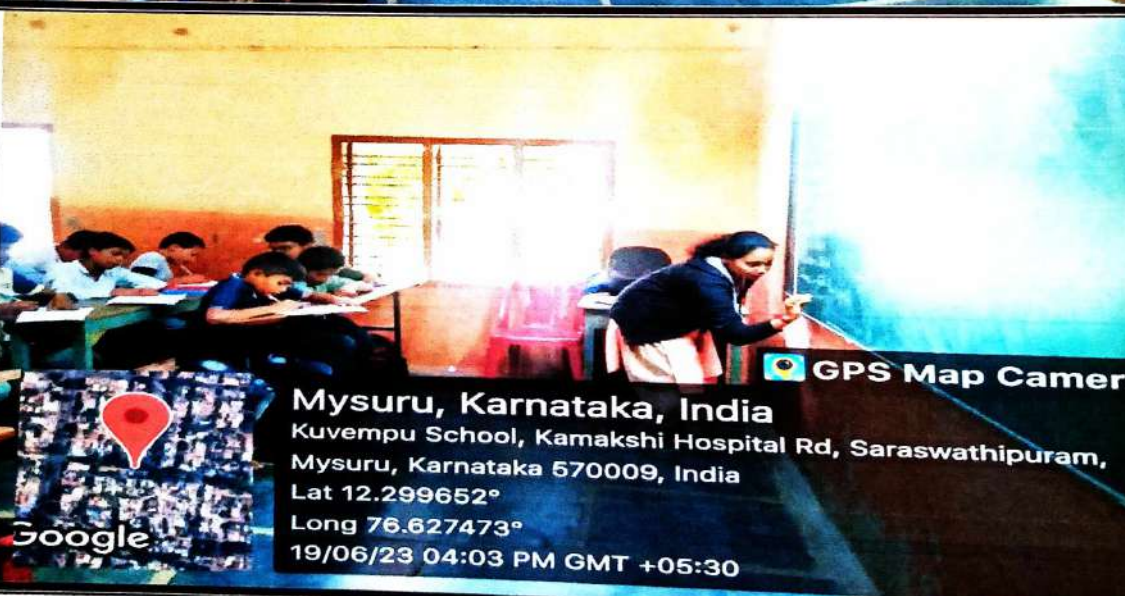 GPS Map Camer
Mysuru, Karnataka, India
Kuvempu School, Kamakshi Hospital Rd, Saraswathipuram,
Mysuru, Karnataka 570009, India
Lat 12.299652°
Long 76.627473°
19/06/23 04:03 PM GMT +05:30
Google